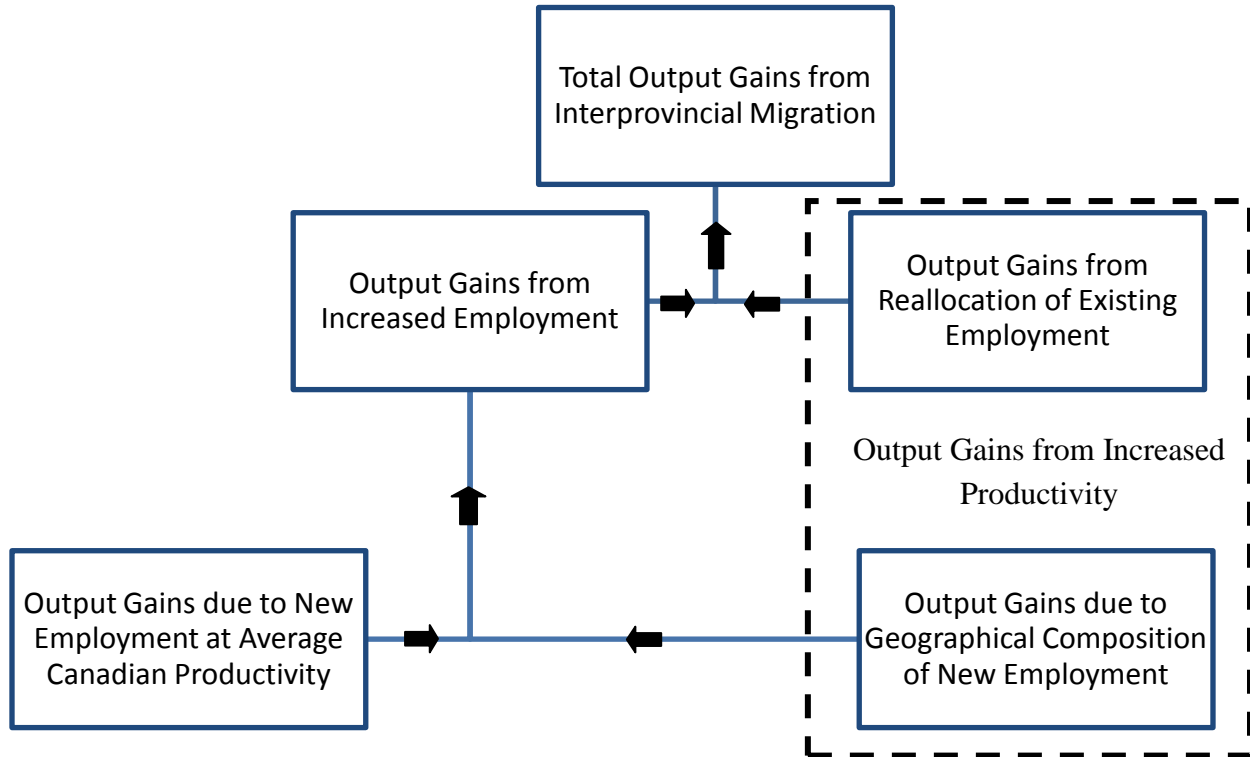 Total Output Gains from
Interprovincial Migration
Output Gains from
Increased Employment
Output Gains from
Reallocation of Existing
Employment
Output Gains from Increased
Productivity
Output Gains due to New
Employment at Average
Canadian Productivity
Output Gains due to
Geographical Composition
of New Employment